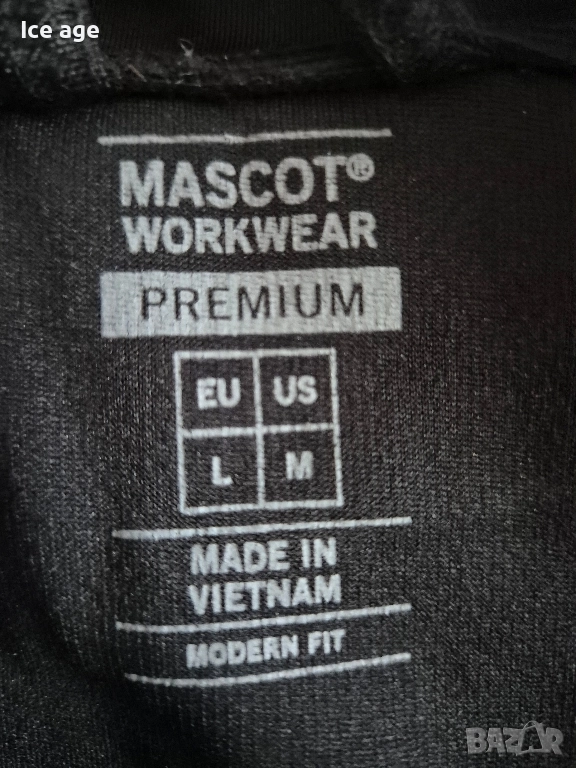 Ice age
MASCOT®
WORKWEAR
PREMIUM
EU US
L M
MADE IN
VIETNAM
MODERN FIT
BAZAR